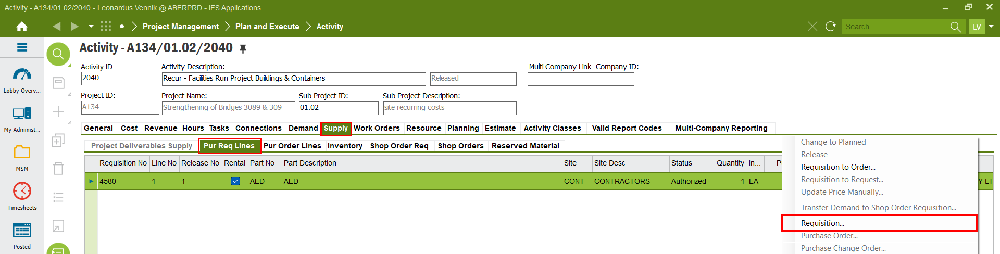 Activity - A134/01.02/2040 - Leonardus Vennik @ ABERPRD - IFS Applications
Project Management Plan and Execute Activity
Search...
LV
Activity - A134/01.02/2040
Activity ID: Activity Description: Multi Company Link -Company ID:
2040 Recur - Facilities Run Project Buildings & Containers Released
Project ID: Project Name: Sub Project ID: Sub Project Description:
A134 Strengthening of Bridges 3089 & 309 01.02 site recurring costs
General Cost Revenue Hours Tasks Connections Demand Supply Work Orders Resource Planning Estimate Activity Classes Valid Report Codes Multi-Company Reporting
Project Deliverables Supply Pur Req Lines Pur Order Lines Inventory Shop Order Req Shop Orders Reserved Material
Requisition No Line No Release No Rental Part No Part Description Site Site Desc Status Quantity In... P
4580 1 1 AED AED CONT CONTRACTORS Authorized 1 EA Y LT
Change to Planned
Release
Requisition to Order...
Requisition to Request...
Update Price Manually...
Transfer Demand to Shop Order Requisition...
Requisition...
Purchase Order...
Purchase Change Order...
Lobby Overv...
My Administ...
MSM
Timesheets
Posted